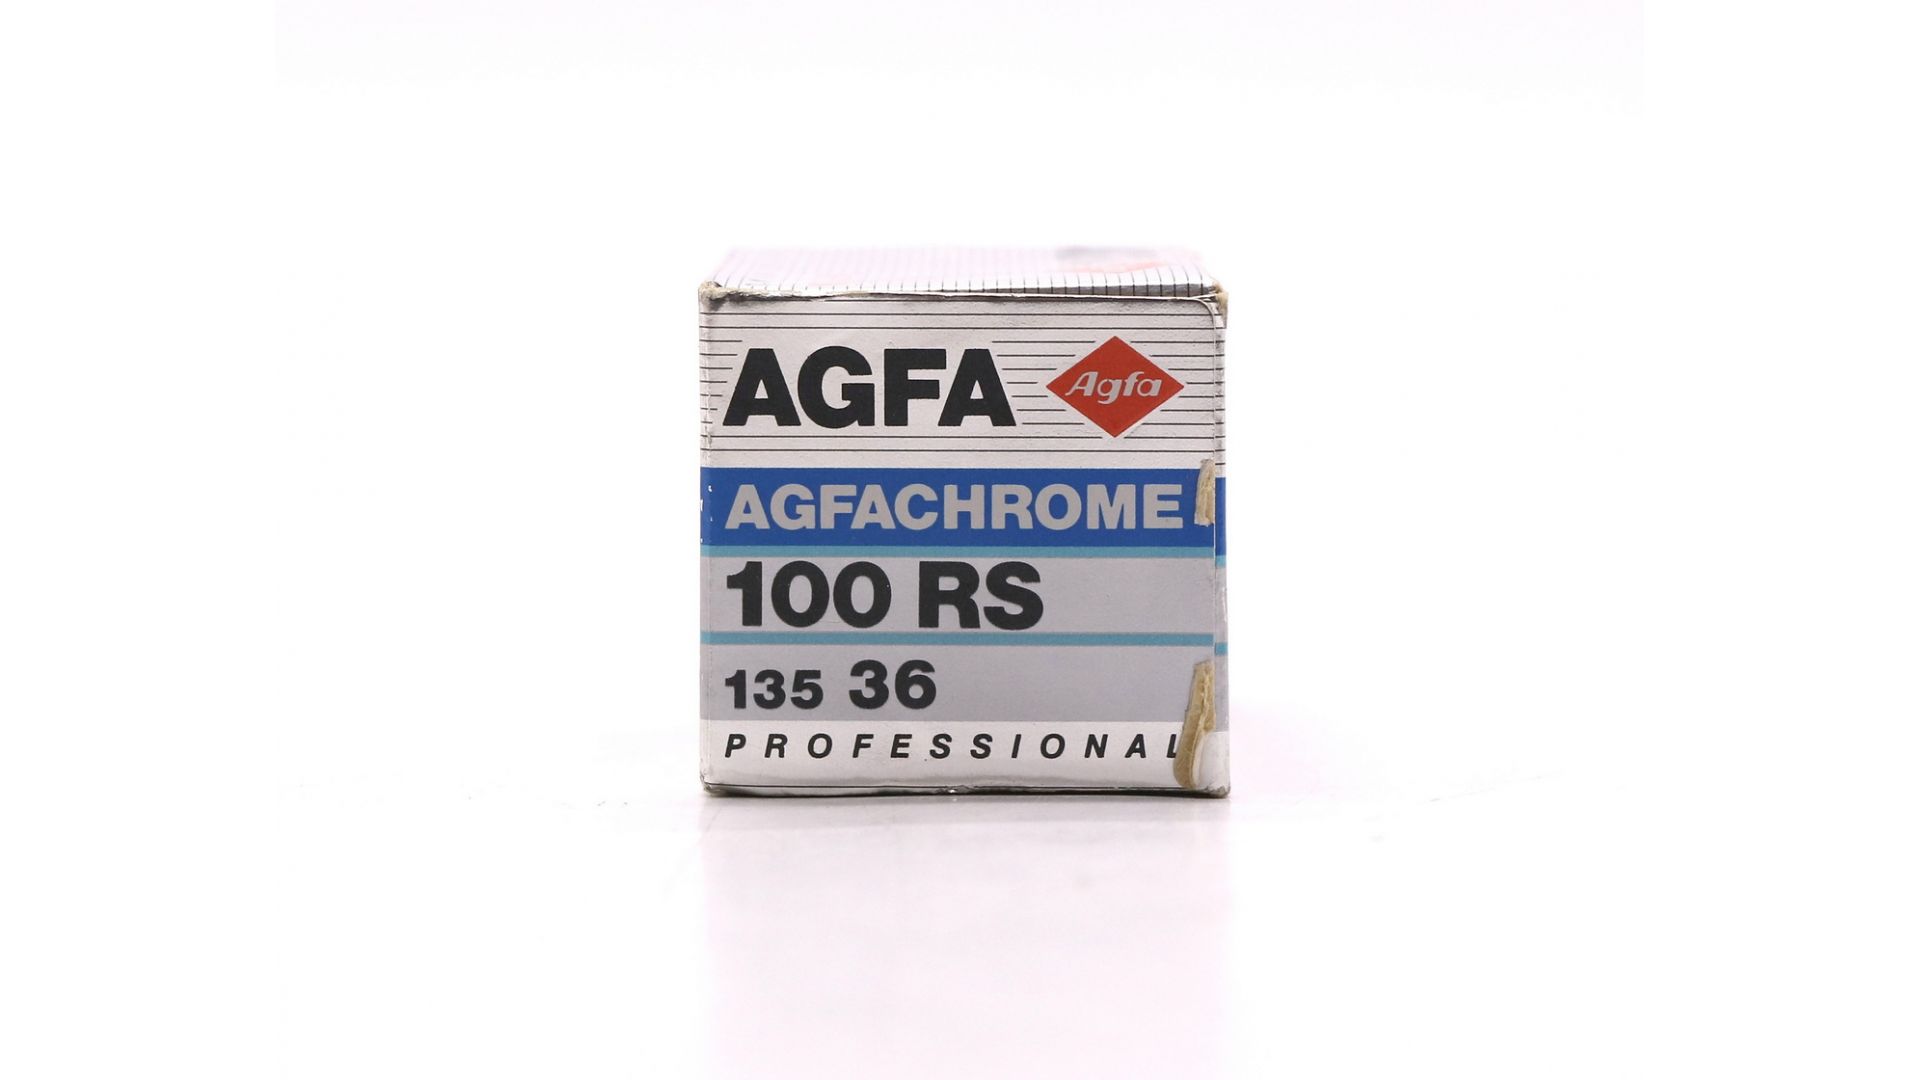 AGFA Agfa
AGFACHROME
100 RS
135 36
PROFESSIONAL